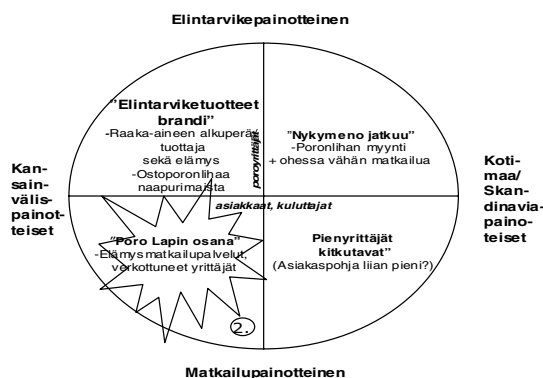 Elintarvikepainotteinen
"Elintarviketuotteet
brandi"
-Raaka-aineen alkuperä,
tuottaja
sekä elämys
-Ostoporonlihaa
naapurimaista
poroyrittäjät
"Nykymeno jatkuu"
-Poronlihan myynti
+ ohessa vähän matkailua
Kan-
sain-
välis-
painot-
teiset
Koti-
maa/
Skan-
dinavia-
paino-
teiset
asiakkaat, kuluttajat
"Poro Lapin osana"
-Elämysmatkailupalvelut,
verkottuneet yrittäjät
2.
Pienyrittäjät
kitkutavat"
(Asiakaspohja liian pieni?)
Matkailupainotteinen